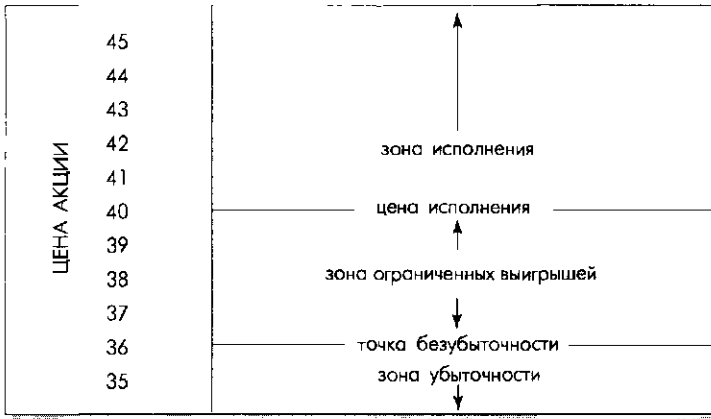 ЦЕНА АКЦИИ
45
44
43
42
41
40
39
38
37
36
35
зона исполнения
цена исполнения
зона ограниченных выигрышей
точка безубыточности
зона убыточности